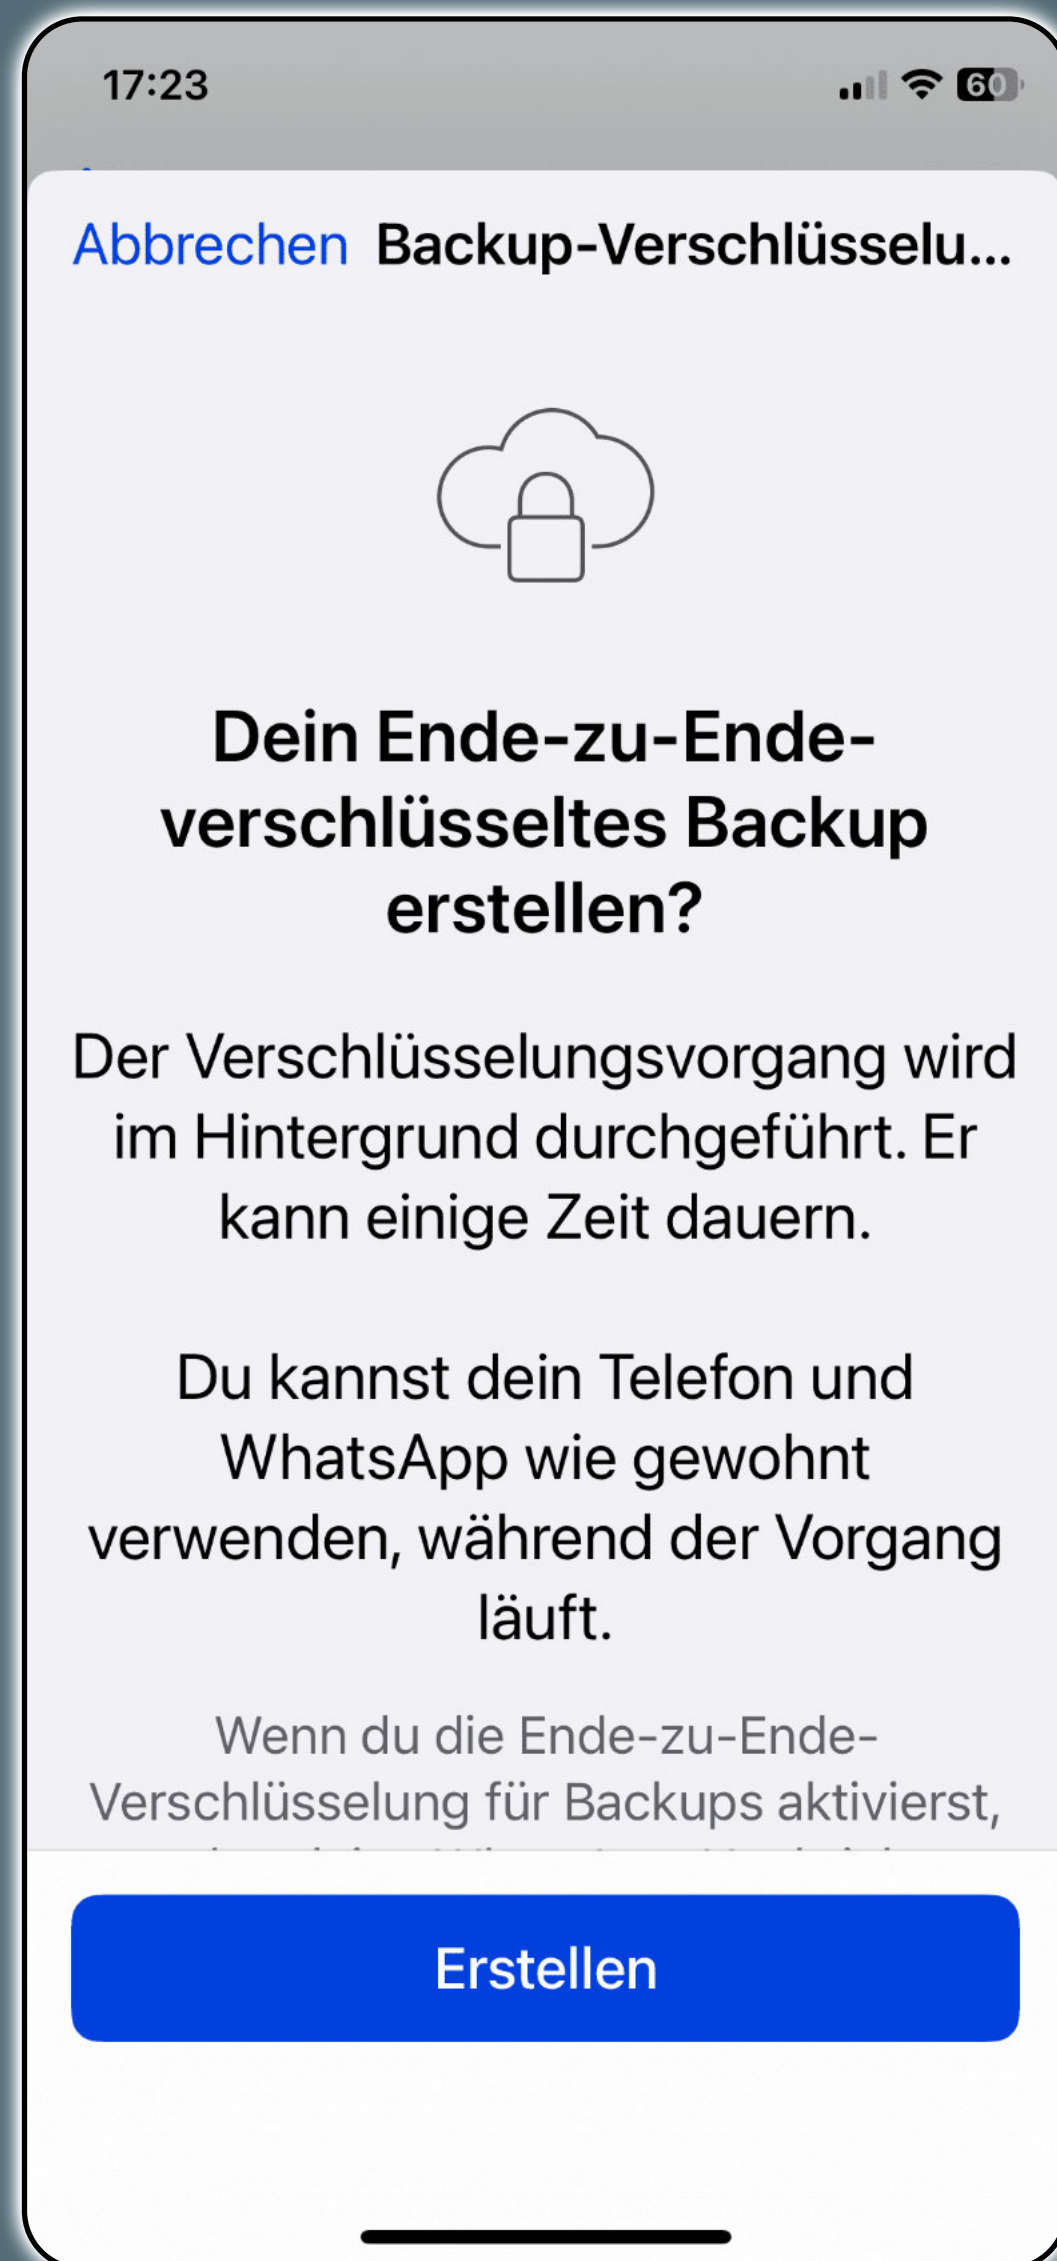 17:23
60
Abbrechen Backup-Verschlüsselu...
Dein Ende-zu-Ende-
verschlüsseltes Backup
erstellen?
Der Verschlüsselungsvorgang wird
im Hintergrund durchgeführt. Er
kann einige Zeit dauern.
Du kannst dein Telefon und
WhatsApp wie gewohnt
verwenden, während der Vorgang
läuft.
Wenn du die Ende-zu-Ende-
Verschlüsselung für Backups aktivierst,
Erstellen